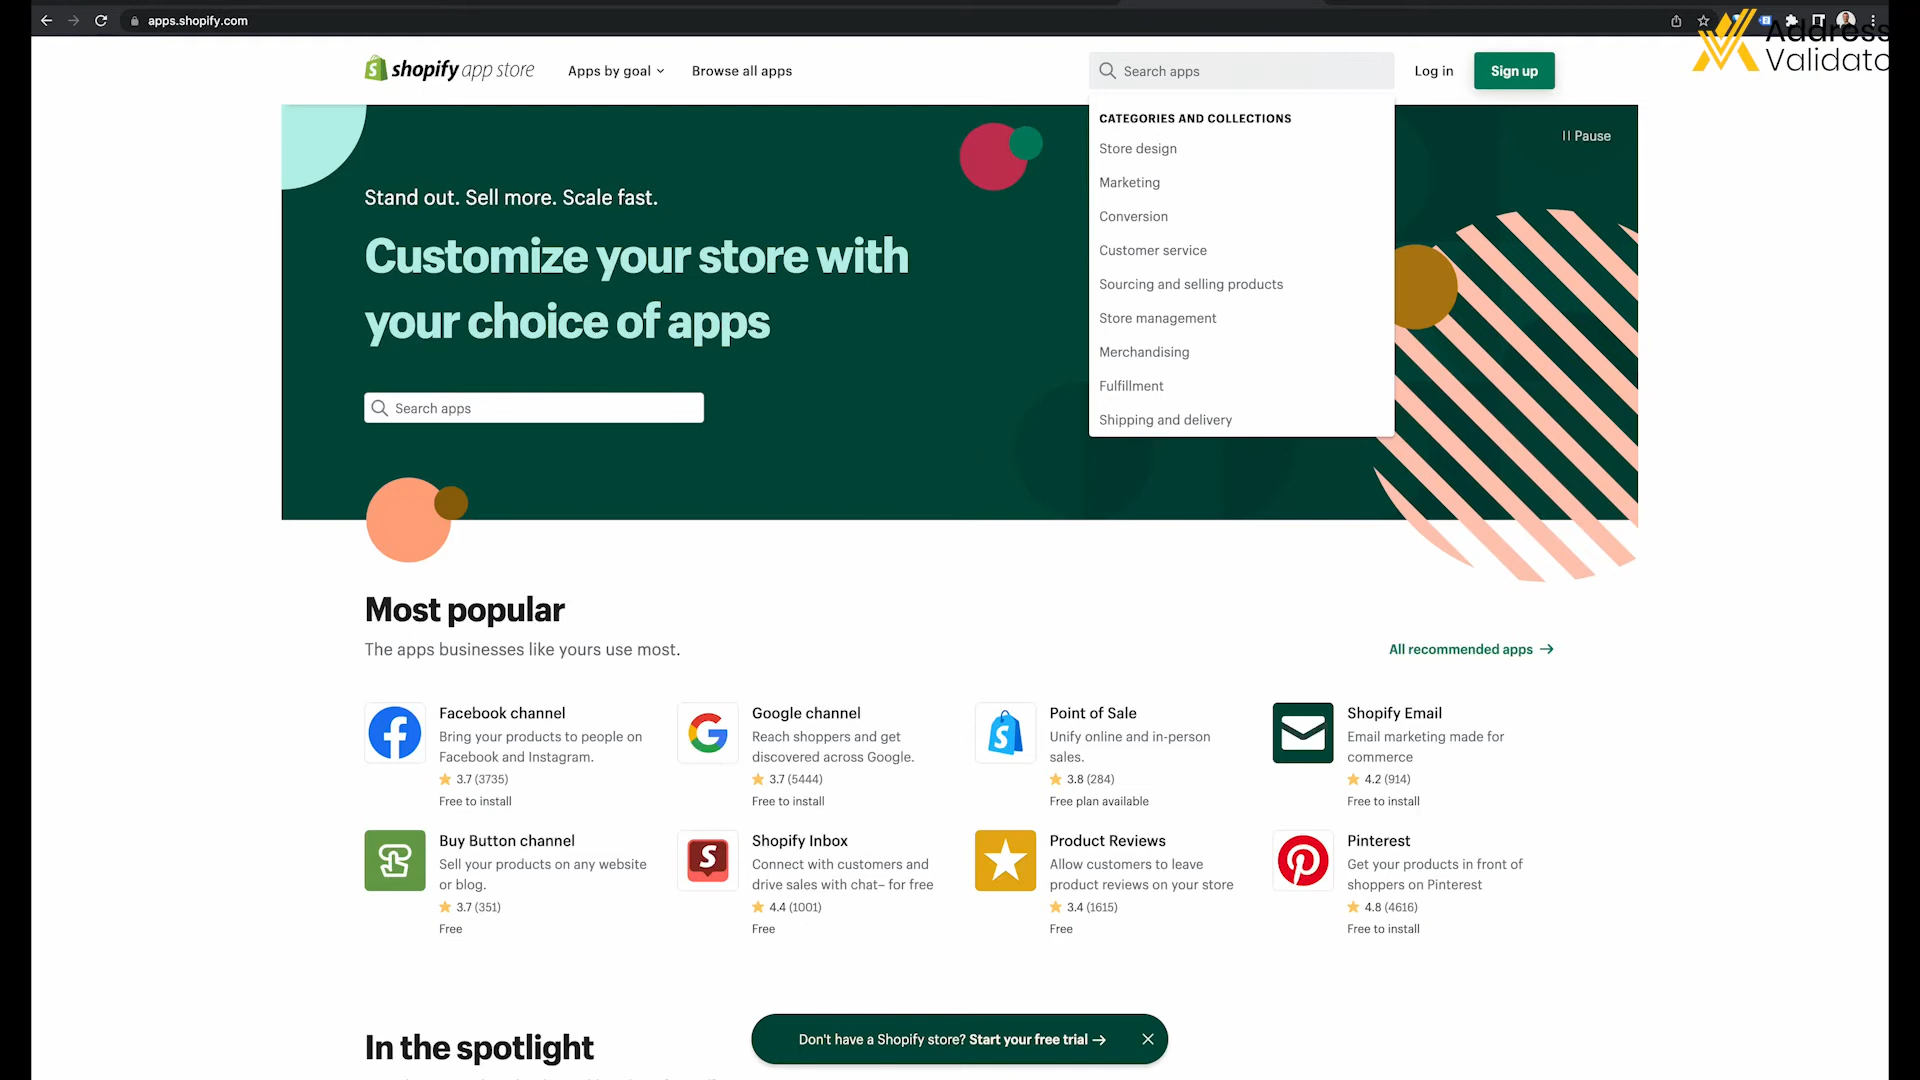 apps.shopify.com
Address
Validato
shopify app store
Apps by goal
Browse all apps
Search apps
Log in
Sign up
CATEGORIES AND COLLECTIONS
Store design
Marketing
Conversion
Customer service
Sourcing and selling products
Store management
Merchandising
Fulfillment
Shipping and delivery
Pause
Stand out. Sell more. Scale fast.
Customize your store with
your choice of apps
Search apps
Most popular
The apps businesses like yours use most.
All recommended apps →
Facebook channel
Bring your products to people on
Facebook and Instagram.
3.7 (3735)
Free to install
Google channel
Reach shoppers and get
discovered across Google.
3.7 (5444)
Free to install
Point of Sale
Unify online and in-person
sales.
3.8 (284)
Free plan available
Shopify Email
Email marketing made for
commerce
4.2 (914)
Free to install
Buy Button channel
Sell your products on any website
or blog.
3.7 (351)
Free
Shopify Inbox
Connect with customers and
drive sales with chat– for free
4.4 (1001)
Free
Product Reviews
Allow customers to leave
product reviews on your store
3.4 (1615)
Free
Pinterest
Get your products in front of
shoppers on Pinterest
4.8 (4616)
Free to install
In the spotlight
Don't have a Shopify store? Start your free trial →